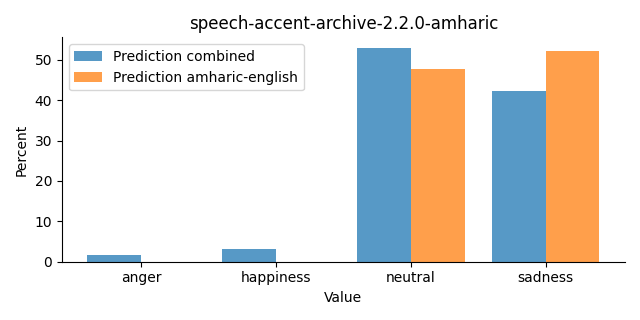 speech-accent-archive-2.2.0-amharic
Prediction combined
Prediction amharic-english
Percent
50
40
30
20
10
0
anger happiness neutral sadness
Value